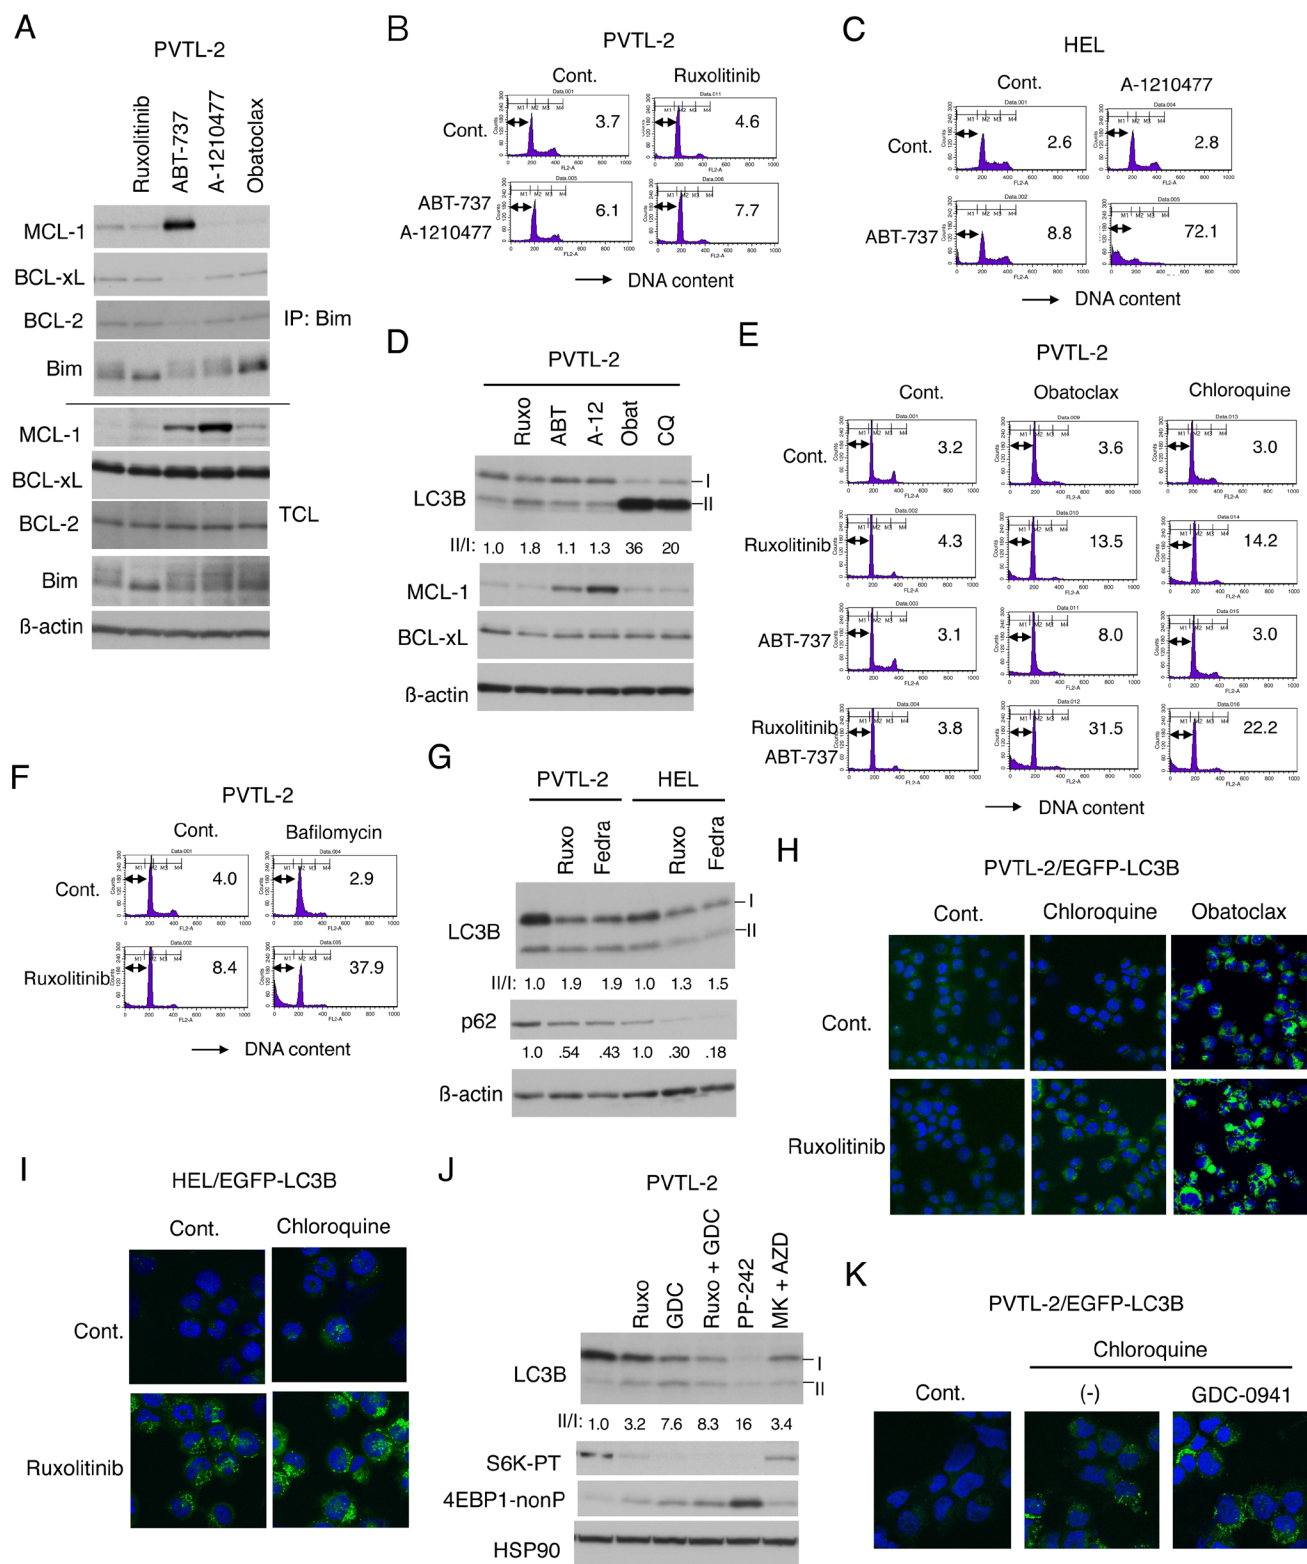 A
PVTL-2
Ruxolitinib
ABT-737
A-1210477
Obatoclax
MCL-1
BCL-xL
BCL-2
IP: Bim
Bim
MCL-1
BCL-xL
BCL-2
TCL
Bim
ß-actin
B
PVTL-2
Cont. Ruxolitinib
Cont.
3.7
4.6
ABT-737
A-1210477
6.1
7.7
DNA content
C
HEL
Cont. A-1210477
Cont.
2.6
2.8
ABT-737
8.8
72.1
DNA content
D
PVTL-2
Ruxo
ABT
A-12
Obat
CQ
LC3B
I
II
II/I: 1.0 1.8 1.1 1.3 36 20
MCL-1
BCL-xL
ß-actin
E
PVTL-2
Cont. Obatoclax Chloroquine
Cont.
3.2
3.6
3.0
Ruxolitinib
4.3
13.5
14.2
ABT-737
3.1
8.0
3.0
Ruxolitinib
ABT-737
3.8
31.5
22.2
DNA content
F
PVTL-2
Cont. Bafilomycin
Cont.
4.0
2.9
Ruxolitinib
8.4
37.9
DNA content
G
PVTL-2 HEL
Ruxo
Fedra
Ruxo
Fedra
LC3B
I
II
II/I: 1.0 1.9 1.9 1.0 1.3 1.5
p62
1.0 .54 .43 1.0 .30 .18
ß-actin
H
PVTL-2/EGFP-LC3B
Cont. Chloroquine Obatoclax
Cont.
Ruxolitinib
I
HEL/EGFP-LC3B
Cont. Chloroquine
Cont.
Ruxolitinib
J
PVTL-2
Ruxo
GDC
Ruxo + GDC
PP-242
MK + AZD
LC3B
I
II
II/I: 1.0 3.2 7.6 8.3 16 3.4
S6K-PT
4EBP1-nonP
HSP90
K
PVTL-2/EGFP-LC3B
Chloroquine
Cont. (-) GDC-0941